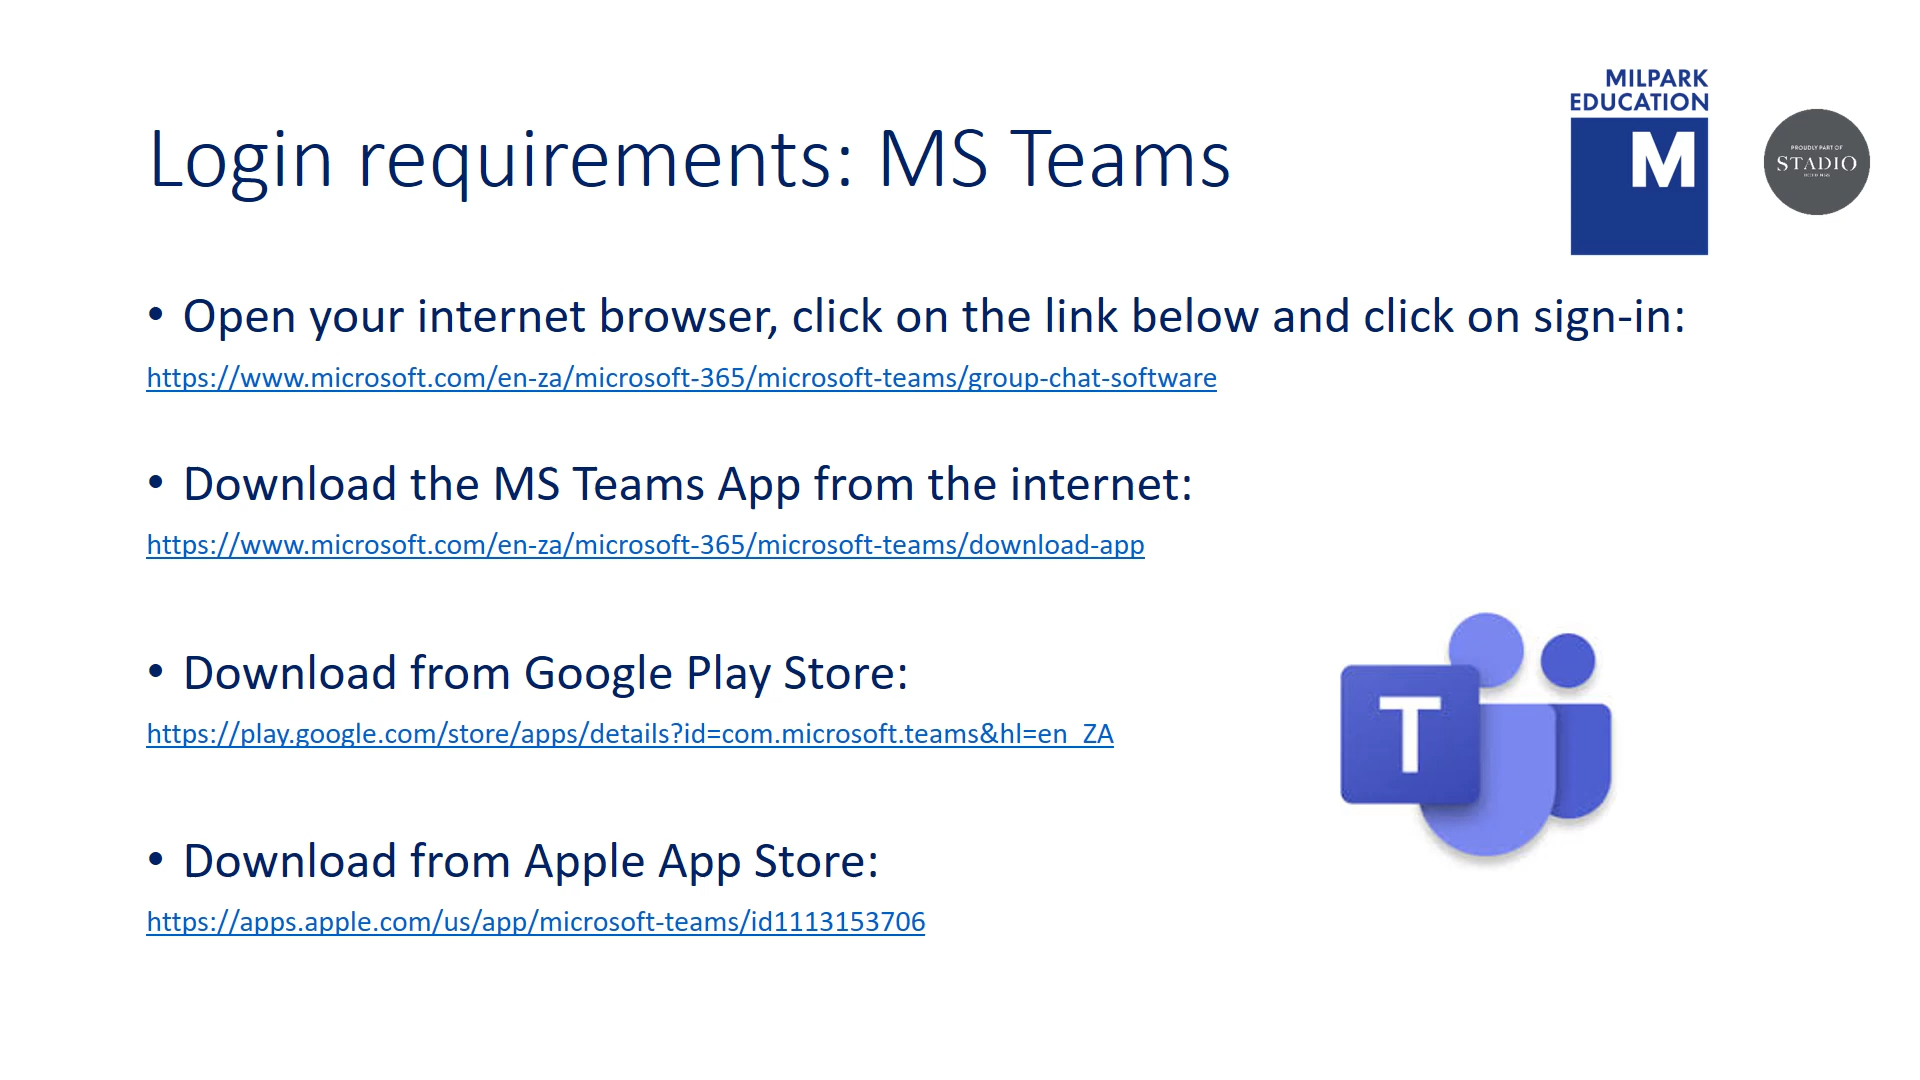 MILPARK
EDUCATION
M
PROUDLY PART OF
STADIO
Login requirements: MS Teams
• Open your internet browser, click on the link below and click on sign-in:
https://www.microsoft.com/en-za/microsoft-365/microsoft-teams/group-chat-software
• Download the MS Teams App from the internet:
https://www.microsoft.com/en-za/microsoft-365/microsoft-teams/download-app
• Download from Google Play Store:
https://play.google.com/store/apps/details?id=com.microsoft.teams&hl=en_ZA
T
• Download from Apple App Store:
https://apps.apple.com/us/app/microsoft-teams/id1113153706